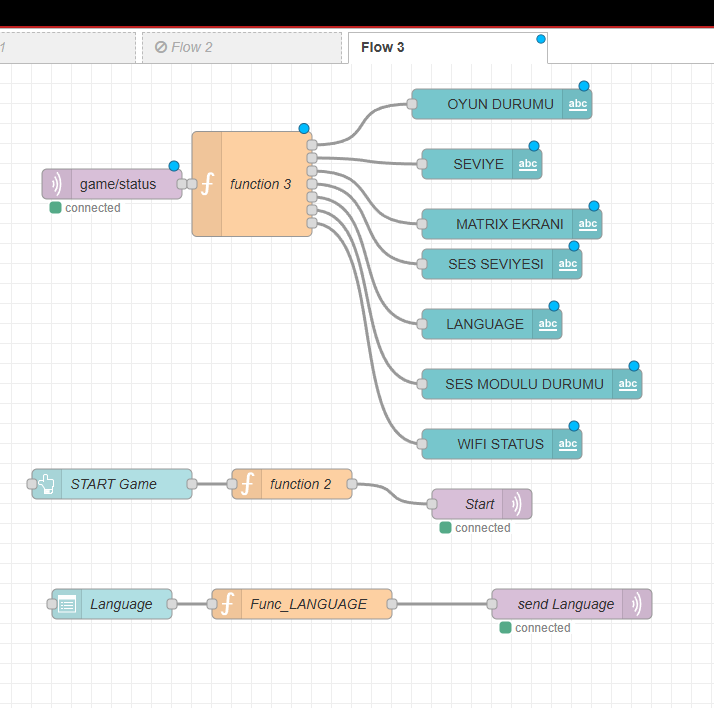 1
Flow 2
Flow 3
OYUN DURUMU abc
SEVIYE abc
game/status
connected
function 3
MATRIX EKRANI abc
SES SEVIYESI abc
LANGUAGE abc
SES MODULU DURUMU abc
WIFI STATUS abc
START Game
function 2
Start
connected
Language
Func_LANGUAGE
send Language
connected